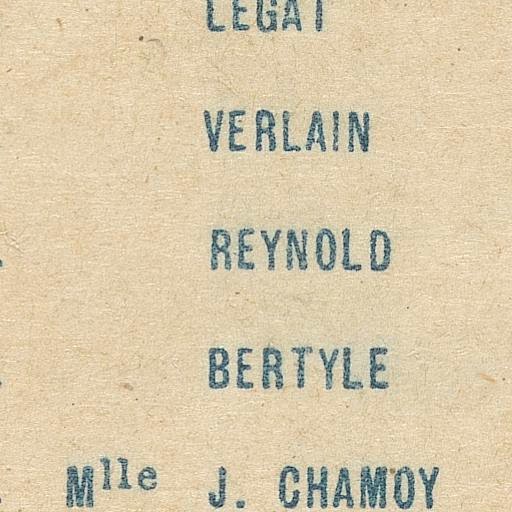 LEGAT
VERLAIN
REYNOLD
BERTYLE
Mlle J. CHAMOY